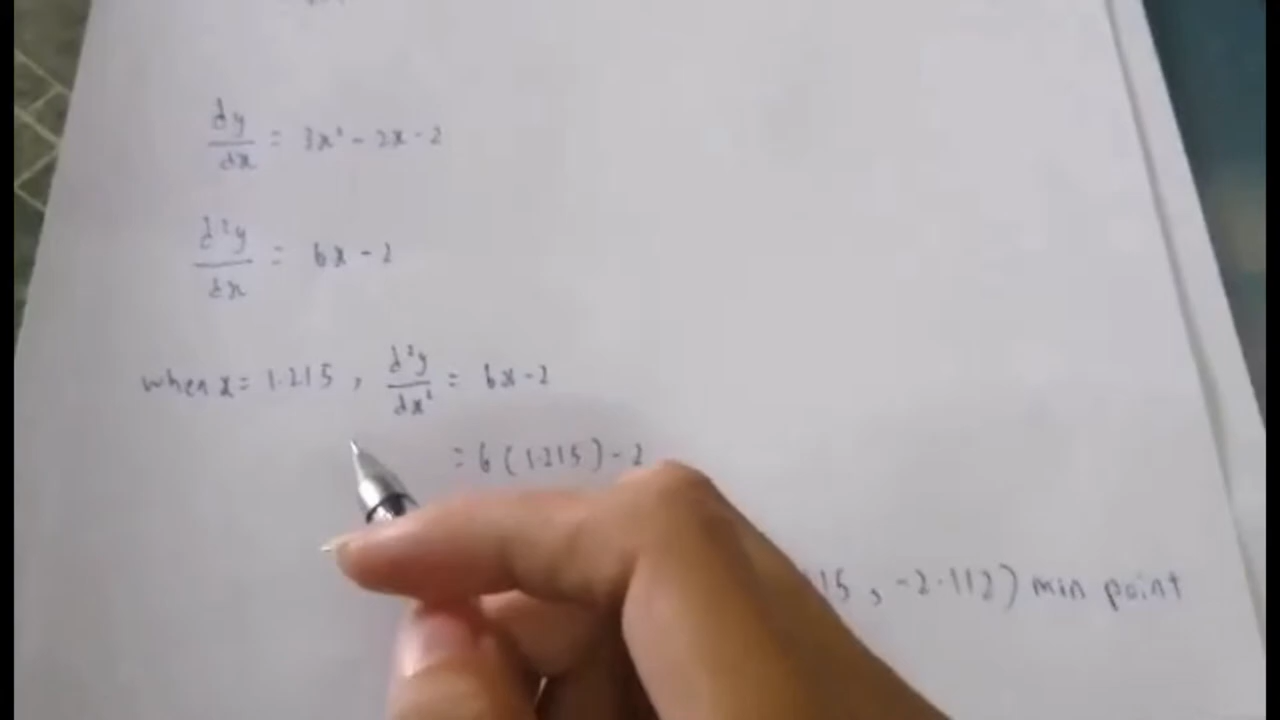 dy/dx = 3x² - 2x - 2
d²y/dx = 6x - 2
when x = 1.215 , d²y/dx² = 6x - 2
= 6 (1.215) - 2
15 , -2.112) min point